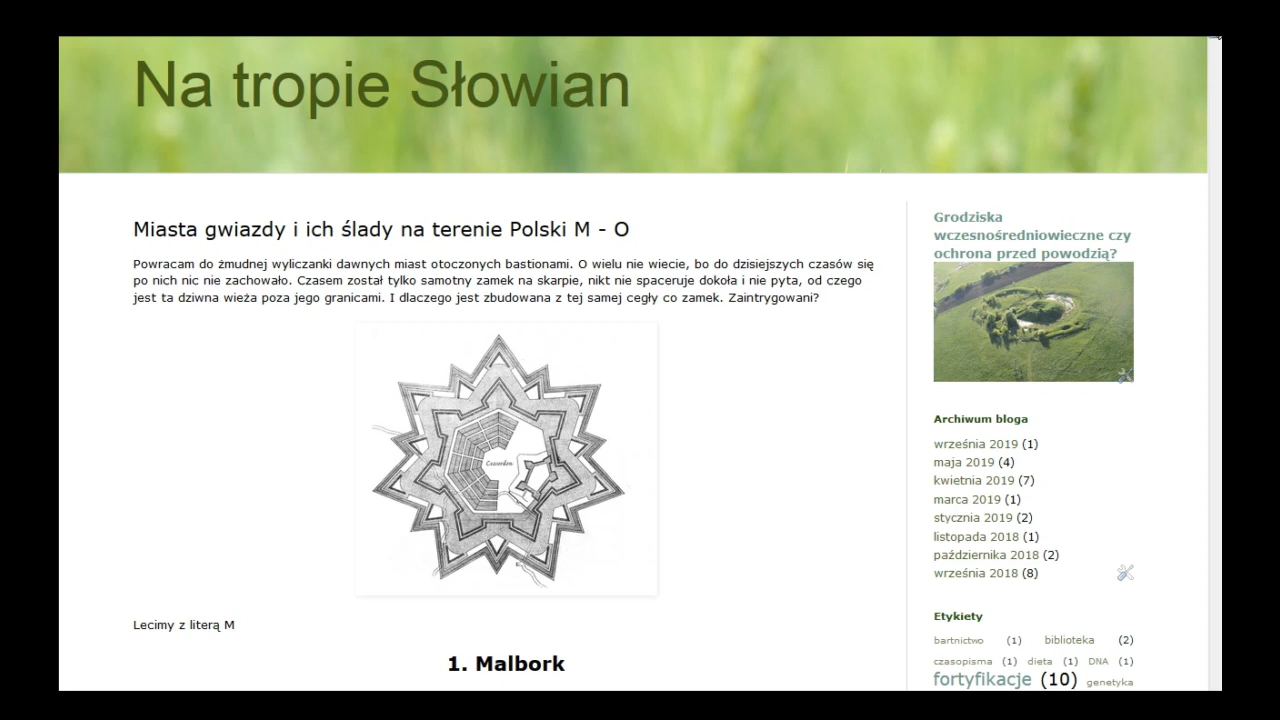 Na tropie Słowian
Miasta gwiazdy i ich ślady na terenie Polski M - O
Powracam do żmudnej wyliczanki dawnych miast otoczonych bastionami. O wielu nie wiecie, bo do dzisiejszych czasów się
po nich nic nie zachowało. Czasem został tylko samotny zamek na skarpie, nikt nie spaceruje dokoła i nie pyta, od czego
jest ta dziwna wieża poza jego granicami. I dlaczego jest zbudowana z tej samej cegły co zamek. Zaintrygowani?
Coevorden
Lecimy z literą M
1. Malbork
Grodziska
wczesnośredniowieczne czy
ochrona przed powodzią?
Archiwum bloga
września 2019 (1)
maja 2019 (4)
kwietnia 2019 (7)
marca 2019 (1)
stycznia 2019 (2)
listopada 2018 (1)
października 2018 (2)
września 2018 (8)
Etykiety
bartnictwo (1) biblioteka (2)
czasopisma (1) dieta (1) DNA (1)
fortyfikacje (10) genetyka